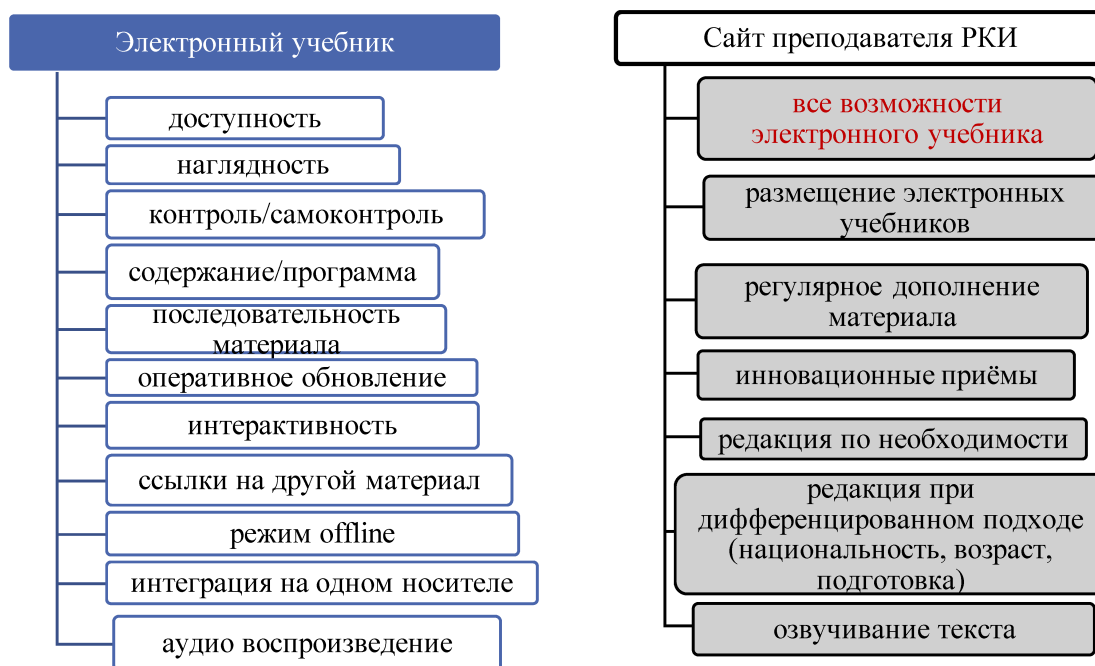 Электронный учебник
доступность
наглядность
контроль/самоконтроль
содержание/программа
последовательность
материала
оперативное обновление
интерактивность
ссылки на другой материал
режим offline
интеграция на одном носителе
аудио воспроизведение
Сайт преподавателя РКИ
все возможности
электронного учебника
размещение электронных
учебников
регулярное дополнение
материала
инновационные приёмы
редакция по необходимости
редакция при
дифференцированном подходе
(национальность, возраст,
подготовка)
озвучивание текста